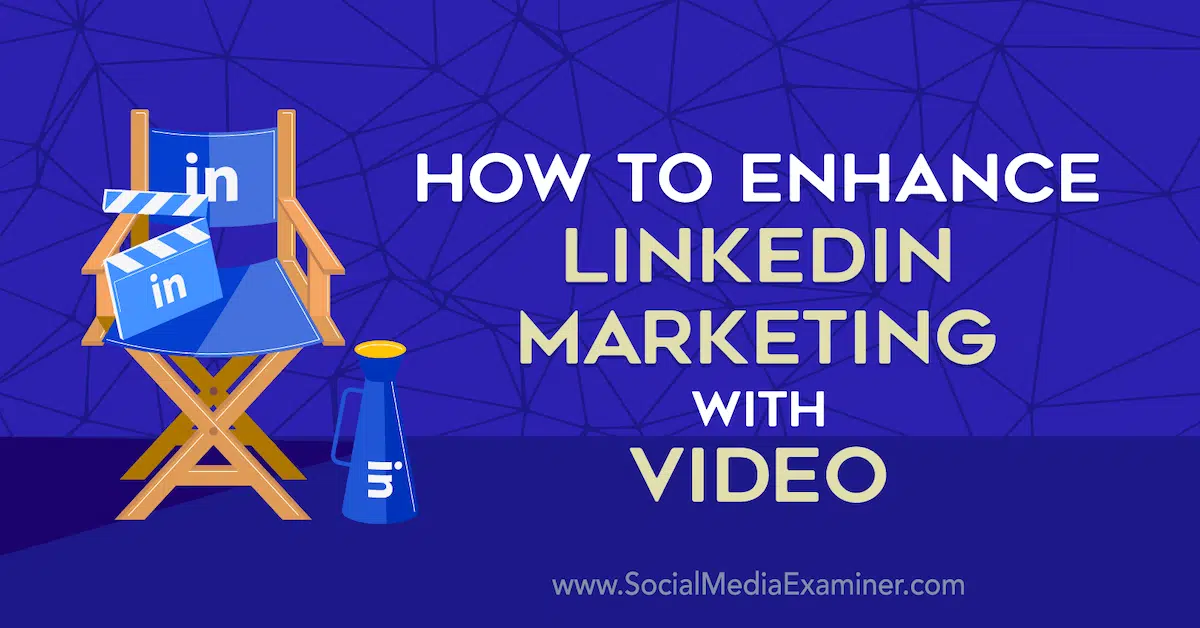 in
in
in
HOW TO ENHANCE
LINKEDIN
MARKETING
WITH
VIDEO
www.SocialMediaExaminer.com